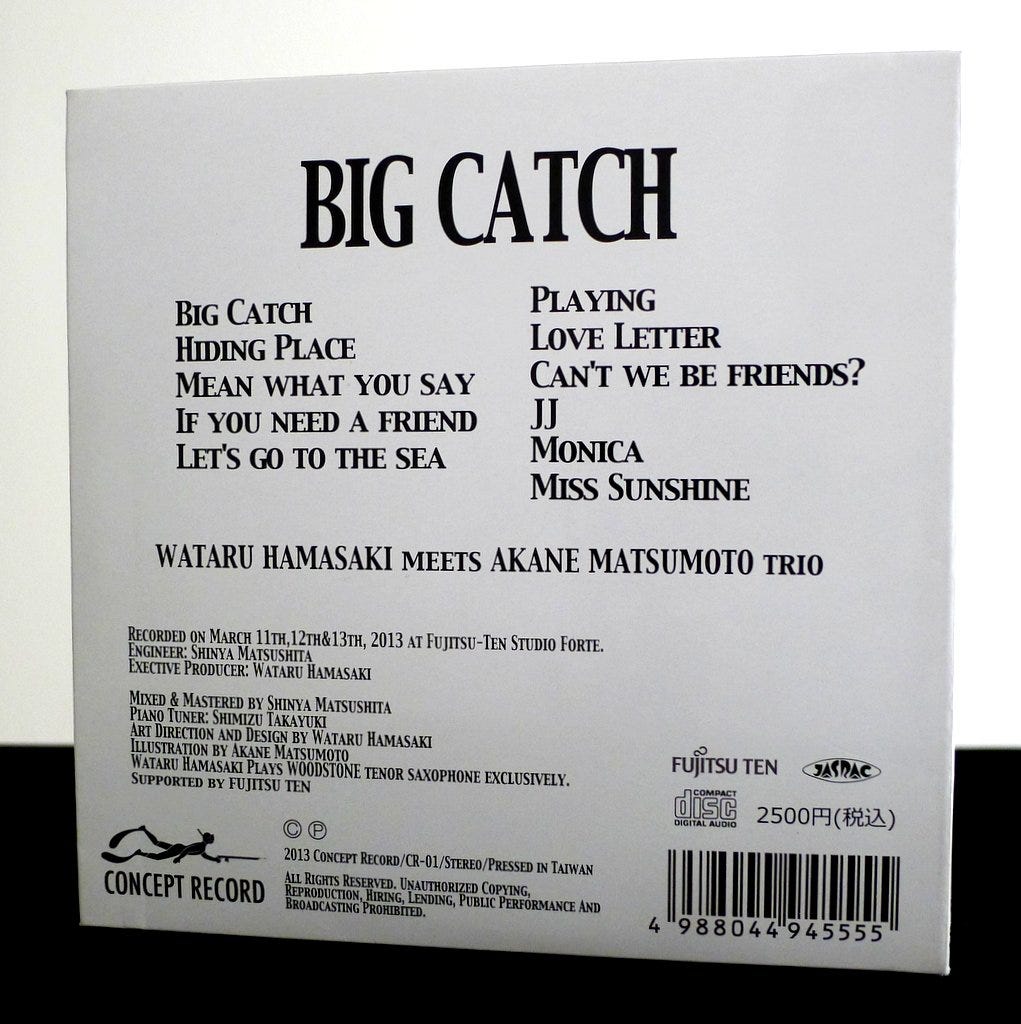 BIG CATCH
BIG CATCH
HIDING PLACE
MEAN WHAT YOU SAY
IF YOU NEED A FRIEND
LET'S GO TO THE SEA
PLAYING
LOVE LETTER
CAN'T WE BE FRIENDS?
JJ
MONICA
MISS SUNSHINE
WATARU HAMASAKI MEETS AKANE MATSUMOTO TRIO
RECORDED ON MARCH 11TH,12TH&13TH, 2013 AT FUJITSU-TEN STUDIO FORTE.
ENGINEER: SHINYA MATSUSHITA
EXECTIVE PRODUCER: WATARU HAMASAKI
MIXED & MASTERED BY SHINYA MATSUSHITA
PIANO TUNER: SHIMIZU TAKAYUKI
ART DIRECTION AND DESIGN BY WATARU HAMASAKI
ILLUSTRATION BY AKANE MATSUMOTO
WATARU HAMASAKI PLAYS WOODSTONE TENOR SAXOPHONE EXCLUSIVELY.
SUPPORTED BY FUJITSU TEN
FUJITSU TEN
JASRAC
COMPACT
disc
DIGITAL AUDIO
2500円(税込)
CONCEPT RECORD
Ⓒ Ⓟ
2013 CONCEPT RECORD/CR-01/STEREO/PRESSED IN TAIWAN
ALL RIGHTS RESERVED. UNAUTHORIZED COPYING,
REPRODUCTION, HIRING, LENDING, PUBLIC PERFORMANCE AND
BROADCASTING PROHIBITED.
4 988044 945555